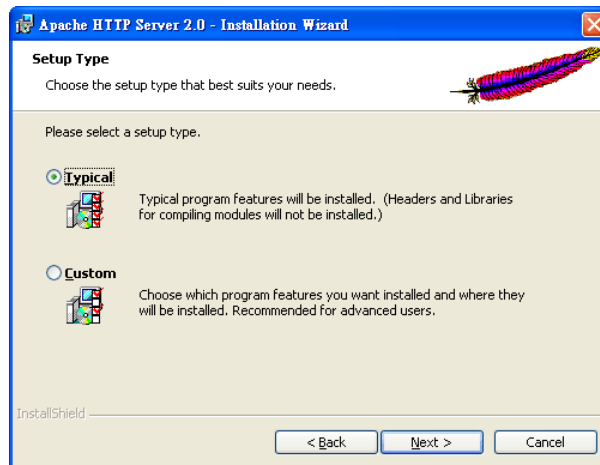 Apache HTTP Server 2.0 - Installation Wizard
Setup Type
Choose the setup type that best suits your needs.
Please select a setup type.
Typical
Typical program features will be installed. (Headers and Libraries
for compiling modules will not be installed.)
Custom
Choose which program features you want installed and where they
will be installed. Recommended for advanced users.
InstallShield
< Back
Next >
Cancel